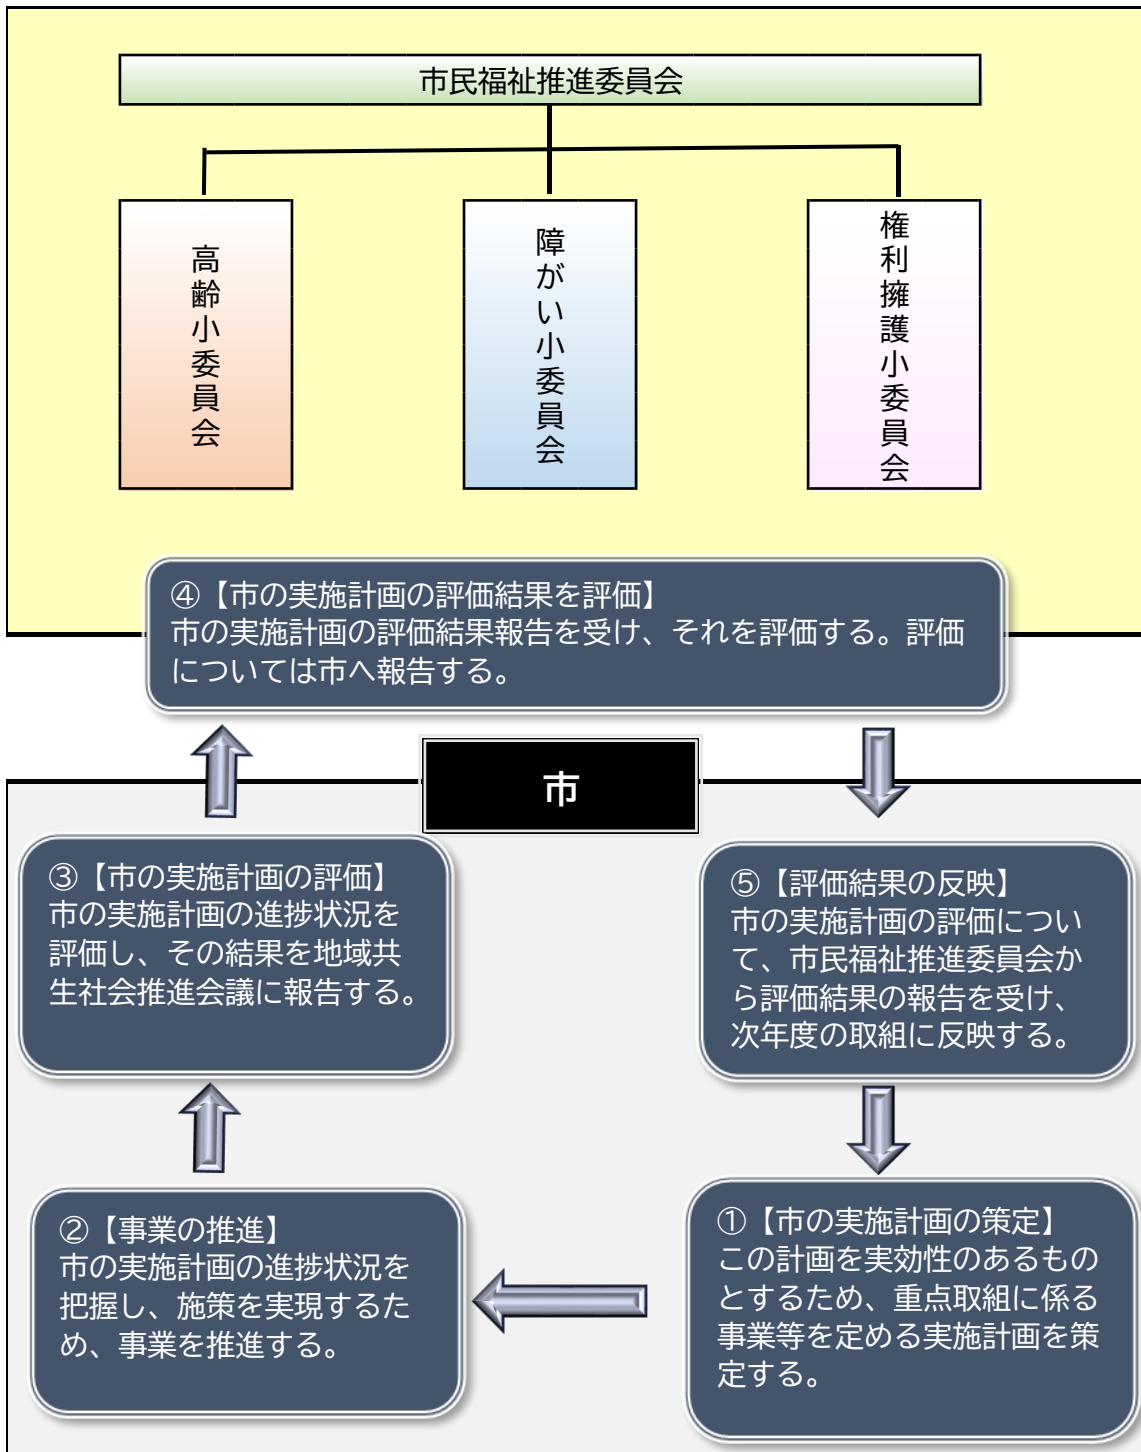 市民福祉推進委員会
高齢小委員会
障がい小委員会
権利擁護小委員会
④【市の実施計画の評価結果を評価】
市の実施計画の評価結果報告を受け、それを評価する。評価
については市へ報告する。
市
③【市の実施計画の評価】
市の実施計画の進捗状況を
評価し、その結果を地域共
生社会推進会議に報告する。
⑤【評価結果の反映】
市の実施計画の評価につい
て、市民福祉推進委員会か
ら評価結果の報告を受け、
次年度の取組に反映する。
②【事業の推進】
市の実施計画の進捗状況を
把握し、施策を実現するた
め、事業を推進する。
①【市の実施計画の策定】
この計画を実効性のあるもの
とするため、重点取組に係る
事業等を定める実施計画を策
定する。